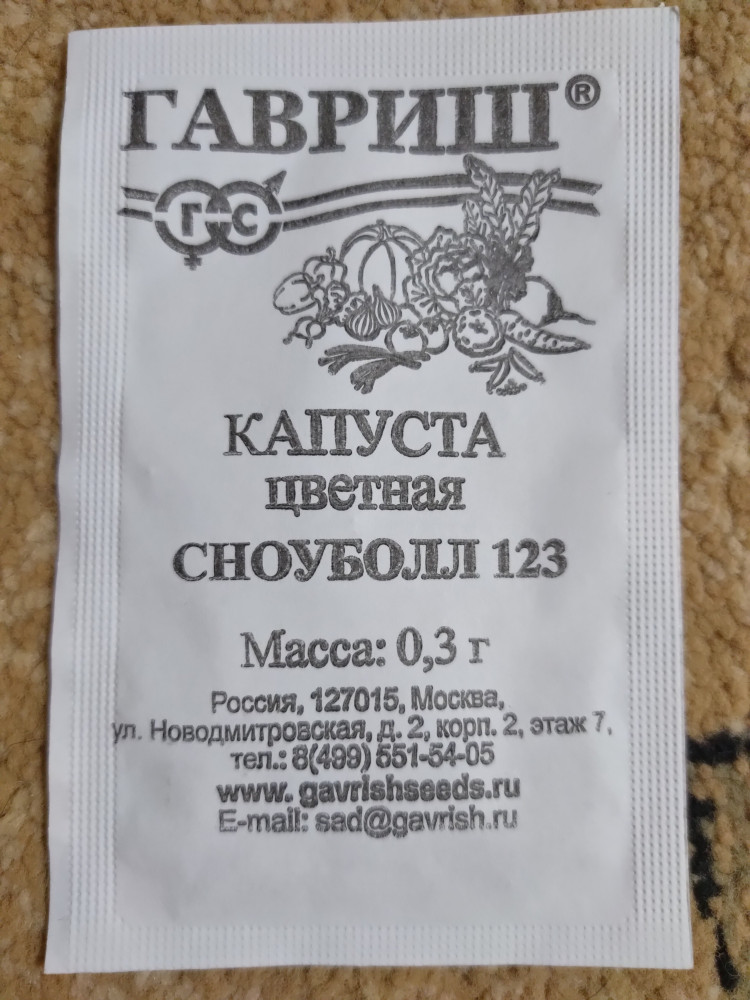 ГАВРИШ®
ГС
КАПУСТА
цветная
СНОУБОЛЛ 123
Масса: 0,3 г
Россия, 127015, Москва,
ул. Новодмитровская, д. 2, корп. 2, этаж 7,
тел.: 8(499) 551-54-05
www. gavrishseeds.ru
E-mail: sad@gavrish.ru